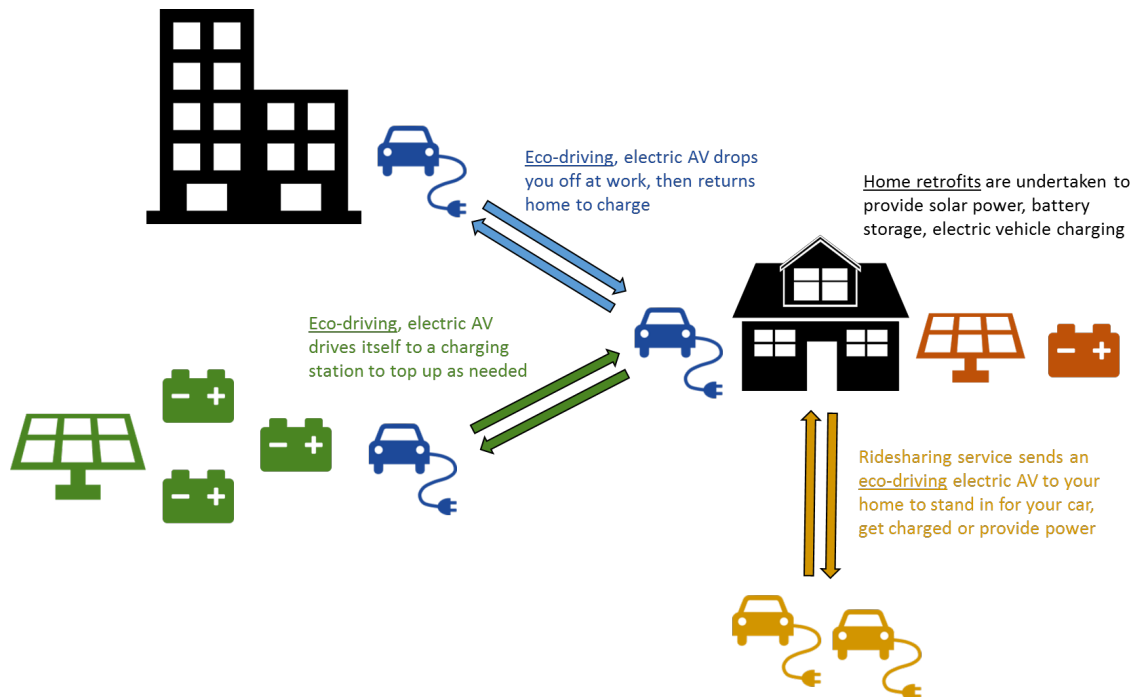 Eco-driving, electric AV drops
you off at work, then returns
home to charge
Home retrofits are undertaken to
provide solar power, battery
storage, electric vehicle charging
Eco-driving, electric AV
drives itself to a charging
station to top up as needed
Ridesharing service sends an
eco-driving electric AV to your
home to stand in for your car,
get charged or provide power